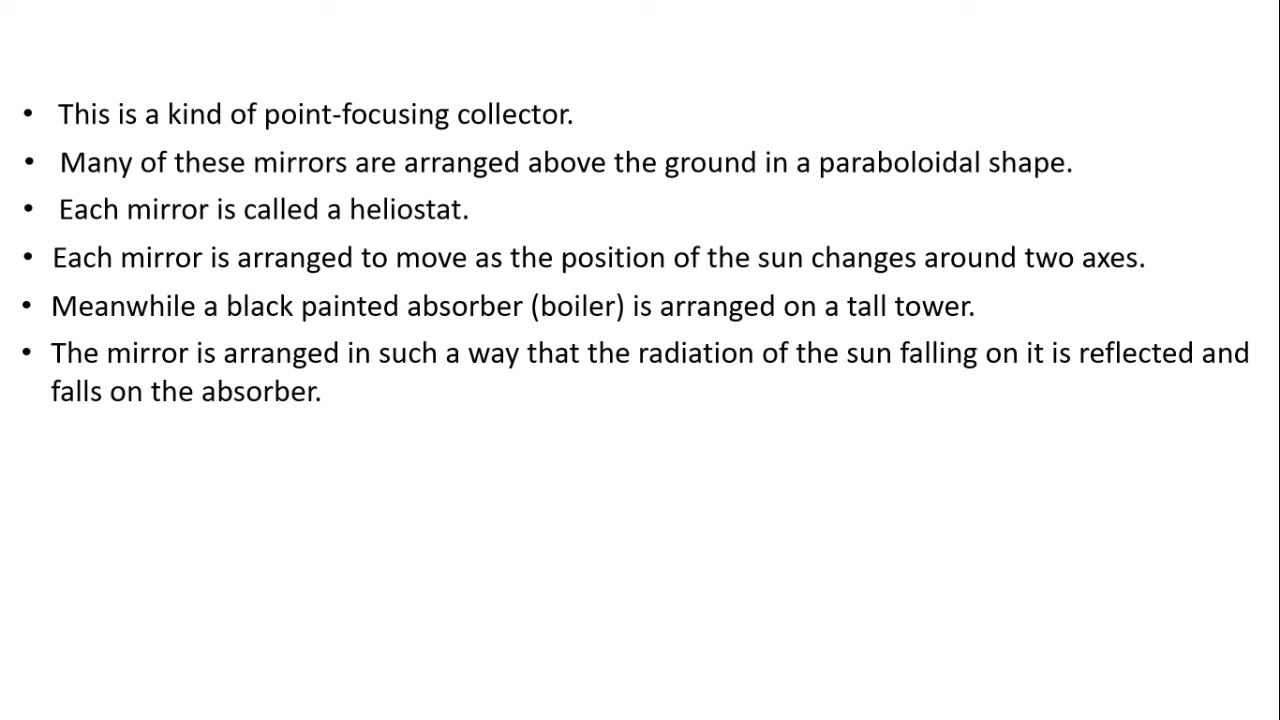 • This is a kind of point-focusing collector.
• Many of these mirrors are arranged above the ground in a paraboloidal shape.
• Each mirror is called a heliostat.
• Each mirror is arranged to move as the position of the sun changes around two axes.
• Meanwhile a black painted absorber (boiler) is arranged on a tall tower.
• The mirror is arranged in such a way that the radiation of the sun falling on it is reflected and
falls on the absorber.